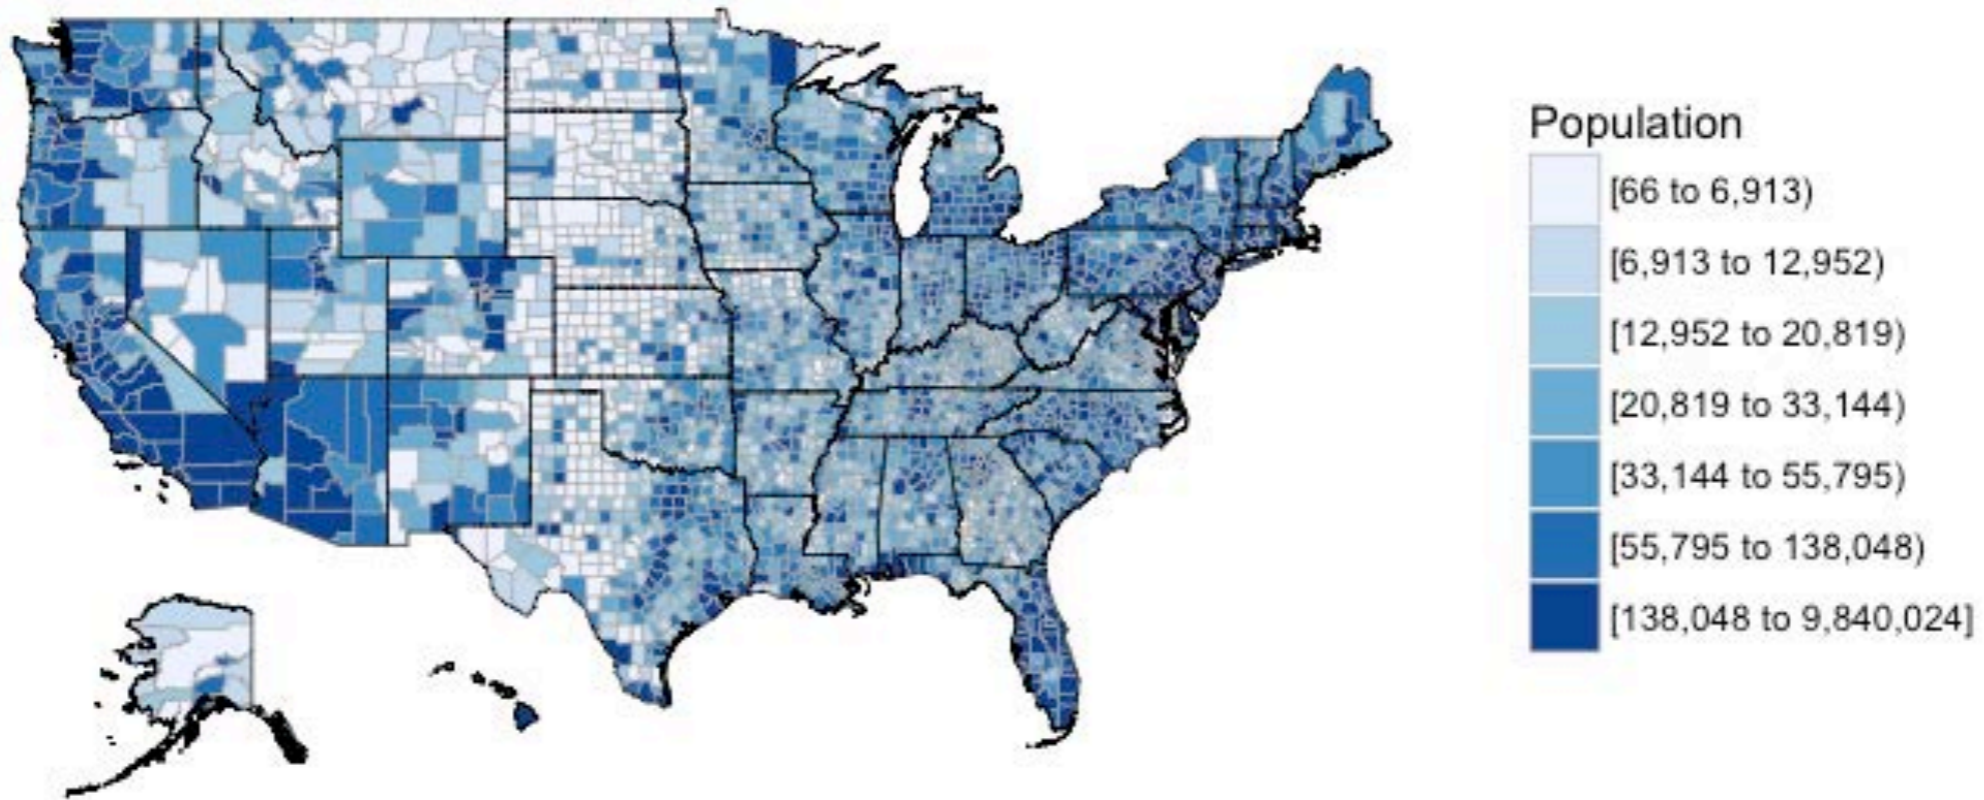 Population
[66 to 6,913)
[6,913 to 12,952)
[12,952 to 20,819)
[20,819 to 33,144)
[33,144 to 55,795)
[55,795 to 138,048)
[138,048 to 9,840,024]